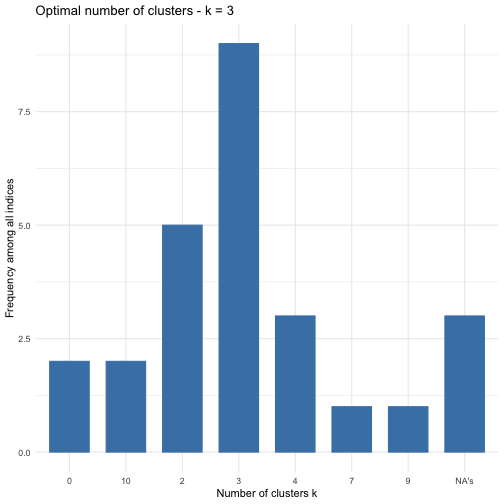 Optimal number of clusters - k = 3
Frequency among all indices
7.5
5.0
2.5
0.0
0 10 2 3 4 7 9 NA's
Number of clusters k